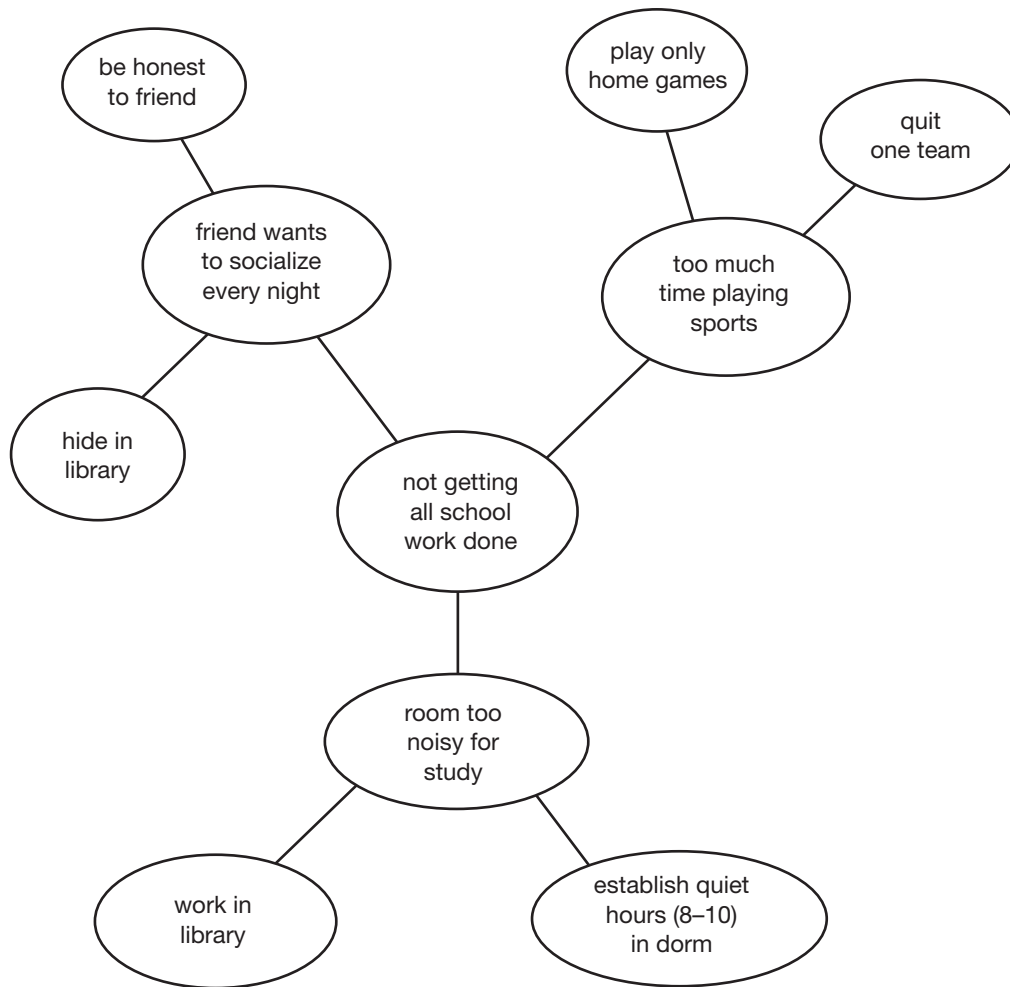 be honest
to friend
play only
home games
quit
one team
friend wants
to socialize
every night
too much
time playing
sports
hide in
library
not getting
all school
work done
room too
noisy for
study
work in
library
establish quiet
hours (8–10)
in dorm